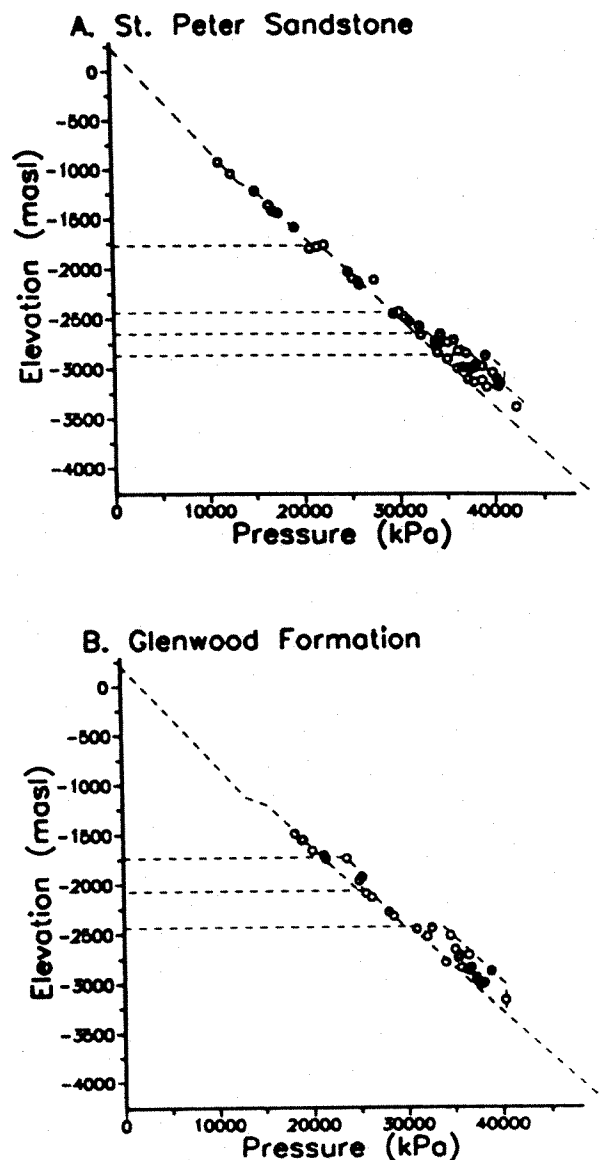 A. St. Peter Sandstone
0
-500
-1000
-1500
-2000
-2500
-3000
-3500
-4000
Elevation (masl)
0 10000 20000 30000 40000
Pressure (kPa)
B. Glenwood Formation
0
-500
-1000
-1500
-2000
-2500
-3000
-3500
-4000
Elevation (masl)
0 10000 20000 30000 40000
Pressure (kPa)